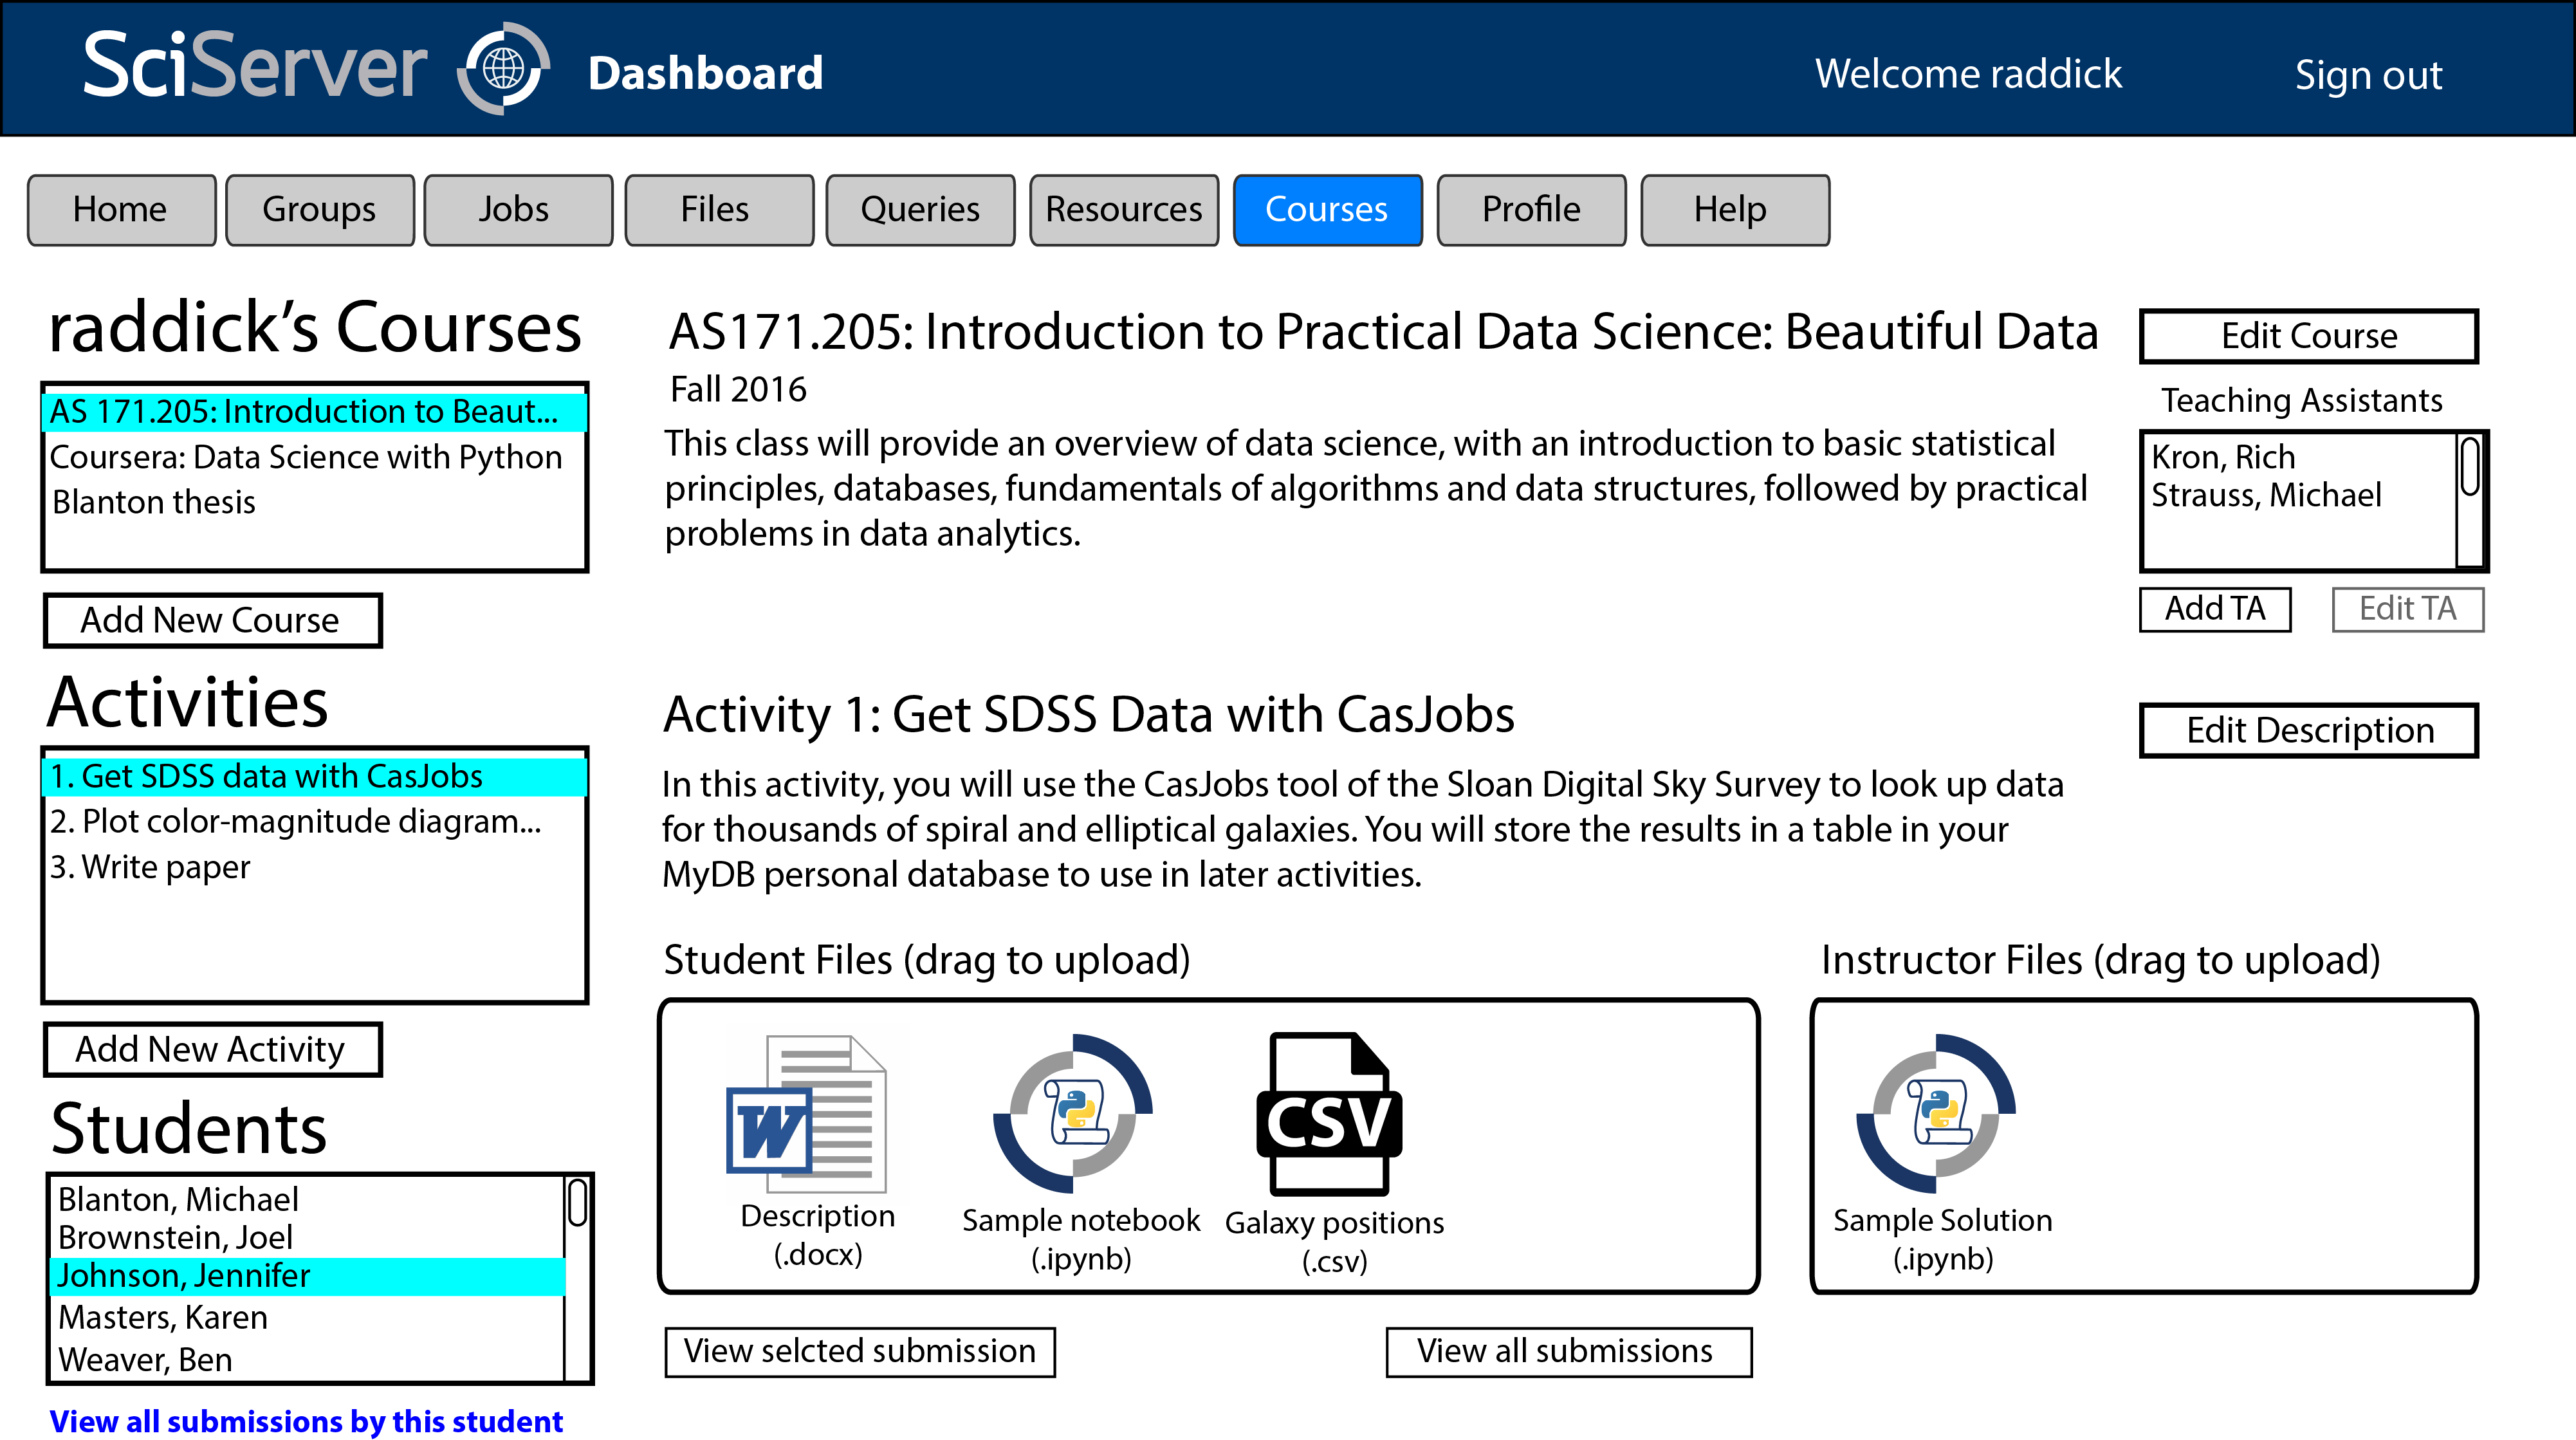 SciServer Dashboard Welcome raddick Sign out
Home Groups Jobs Files Queries Resources Courses Profile Help
raddick’s Courses
AS 171.205: Introduction to Beaut...
Coursera: Data Science with Python
Blanton thesis
Add New Course
AS171.205: Introduction to Practical Data Science: Beautiful Data
Fall 2016
This class will provide an overview of data science, with an introduction to basic statistical
principles, databases, fundamentals of algorithms and data structures, followed by practical
problems in data analytics.
Edit Course
Teaching Assistants
Kron, Rich
Strauss, Michael
Add TA Edit TA
Activities
1. Get SDSS data with CasJobs
2. Plot color-magnitude diagram...
3. Write paper
Add New Activity
Activity 1: Get SDSS Data with CasJobs
Edit Description
In this activity, you will use the CasJobs tool of the Sloan Digital Sky Survey to look up data
for thousands of spiral and elliptical galaxies. You will store the results in a table in your
MyDB personal database to use in later activities.
Student Files (drag to upload)
W
Description
(.docx)
Sample notebook
(.ipynb)
CSV
Galaxy positions
(.csv)
Instructor Files (drag to upload)
Sample Solution
(.ipynb)
Students
Blanton, Michael
Brownstein, Joel
Johnson, Jennifer
Masters, Karen
Weaver, Ben
View all submissions by this student
View selcted submission
View all submissions